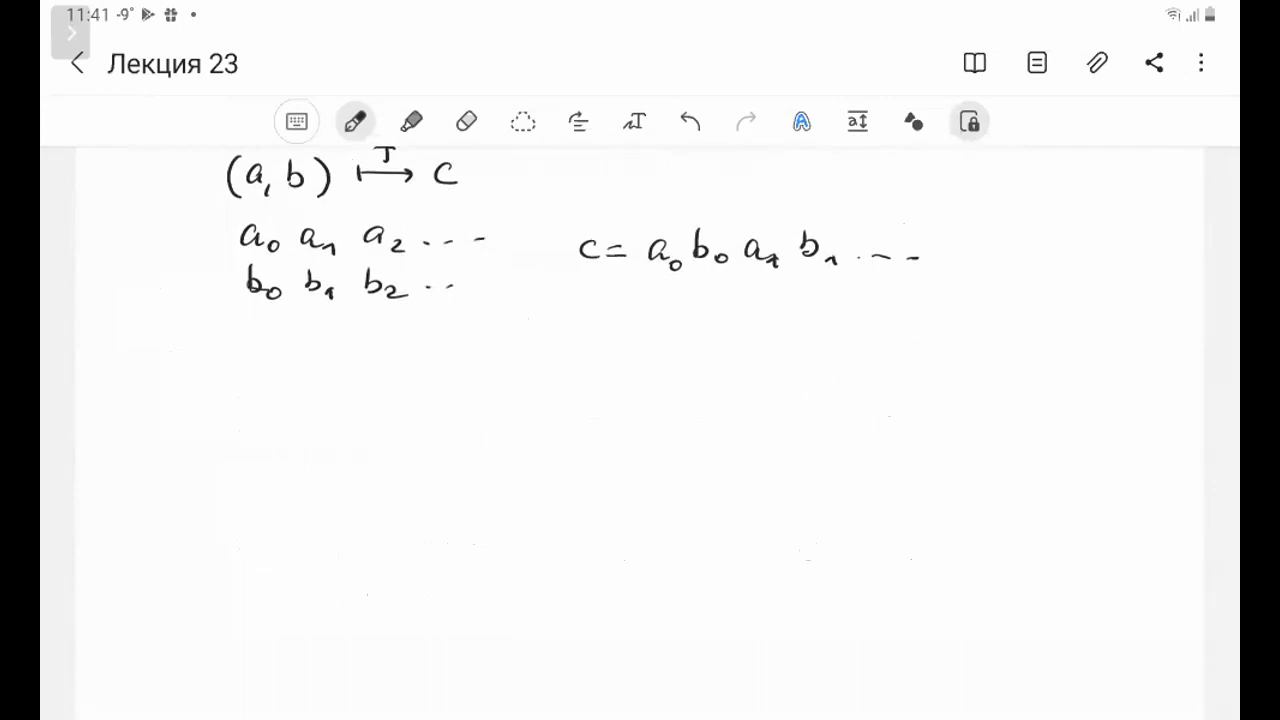 11:41 -9°
Лекция 23
(a, b) ↦ᴶ c
a₀ a₁ a₂ ....
b₀ b₁ b₂ ...
c = a₀ b₀ a₁ b₁ ....